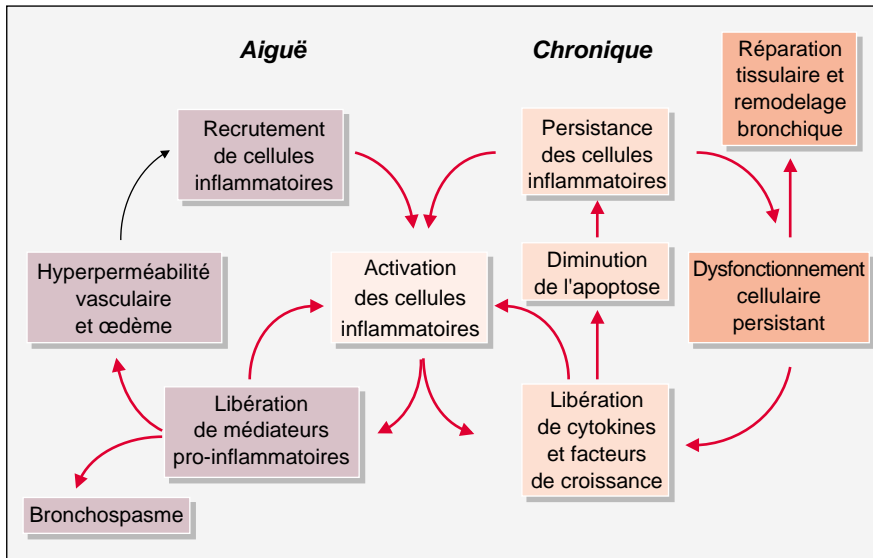 Aiguë
Chronique
Réparation
tissulaire et
remodelage
bronchique
Recrutement
de cellules
inflammatoires
Persistance
des cellules
inflammatoires
Hyperperméabilité
vasculaire
et œdème
Activation
des cellules
inflammatoires
Diminution
de l'apoptose
Dysfonctionnement
cellulaire
persistant
Libération
de médiateurs
pro-inflammatoires
Libération
de cytokines
et facteurs
de croissance
Bronchospasme